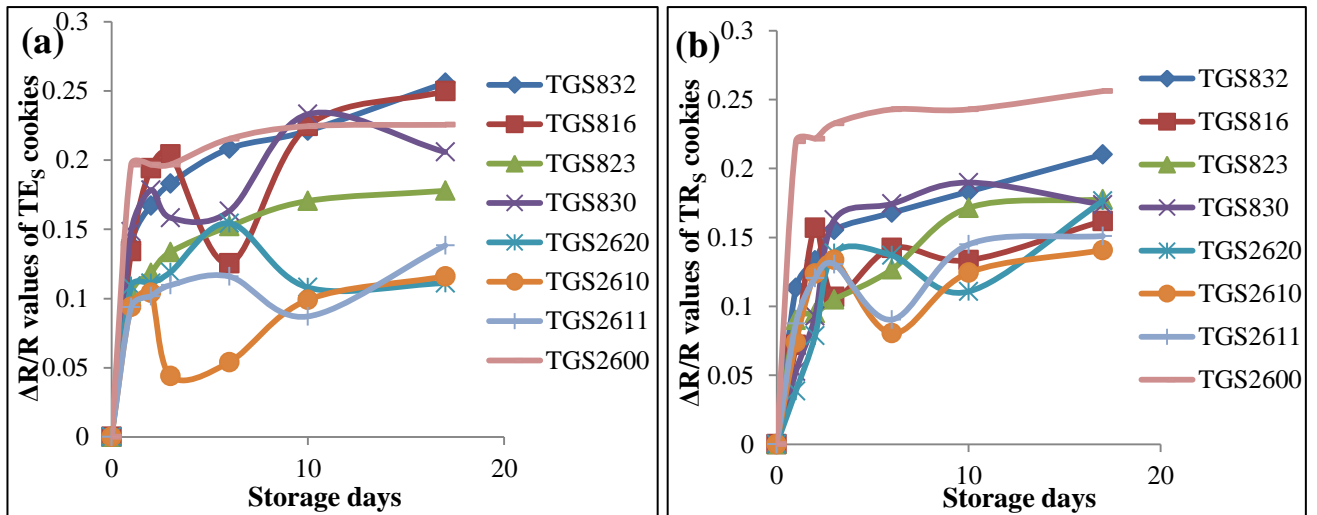 (a)
ΔR/R values of TE_S cookies
0.3
0.25
0.2
0.15
0.1
0.05
0
0
10
20
Storage days
TGS832
TGS816
TGS823
TGS830
TGS2620
TGS2610
TGS2611
TGS2600
(b)
ΔR/R values of TR_S cookies
0.3
0.25
0.2
0.15
0.1
0.05
0
0
10
20
Storage days
TGS832
TGS816
TGS823
TGS830
TGS2620
TGS2610
TGS2611
TGS2600